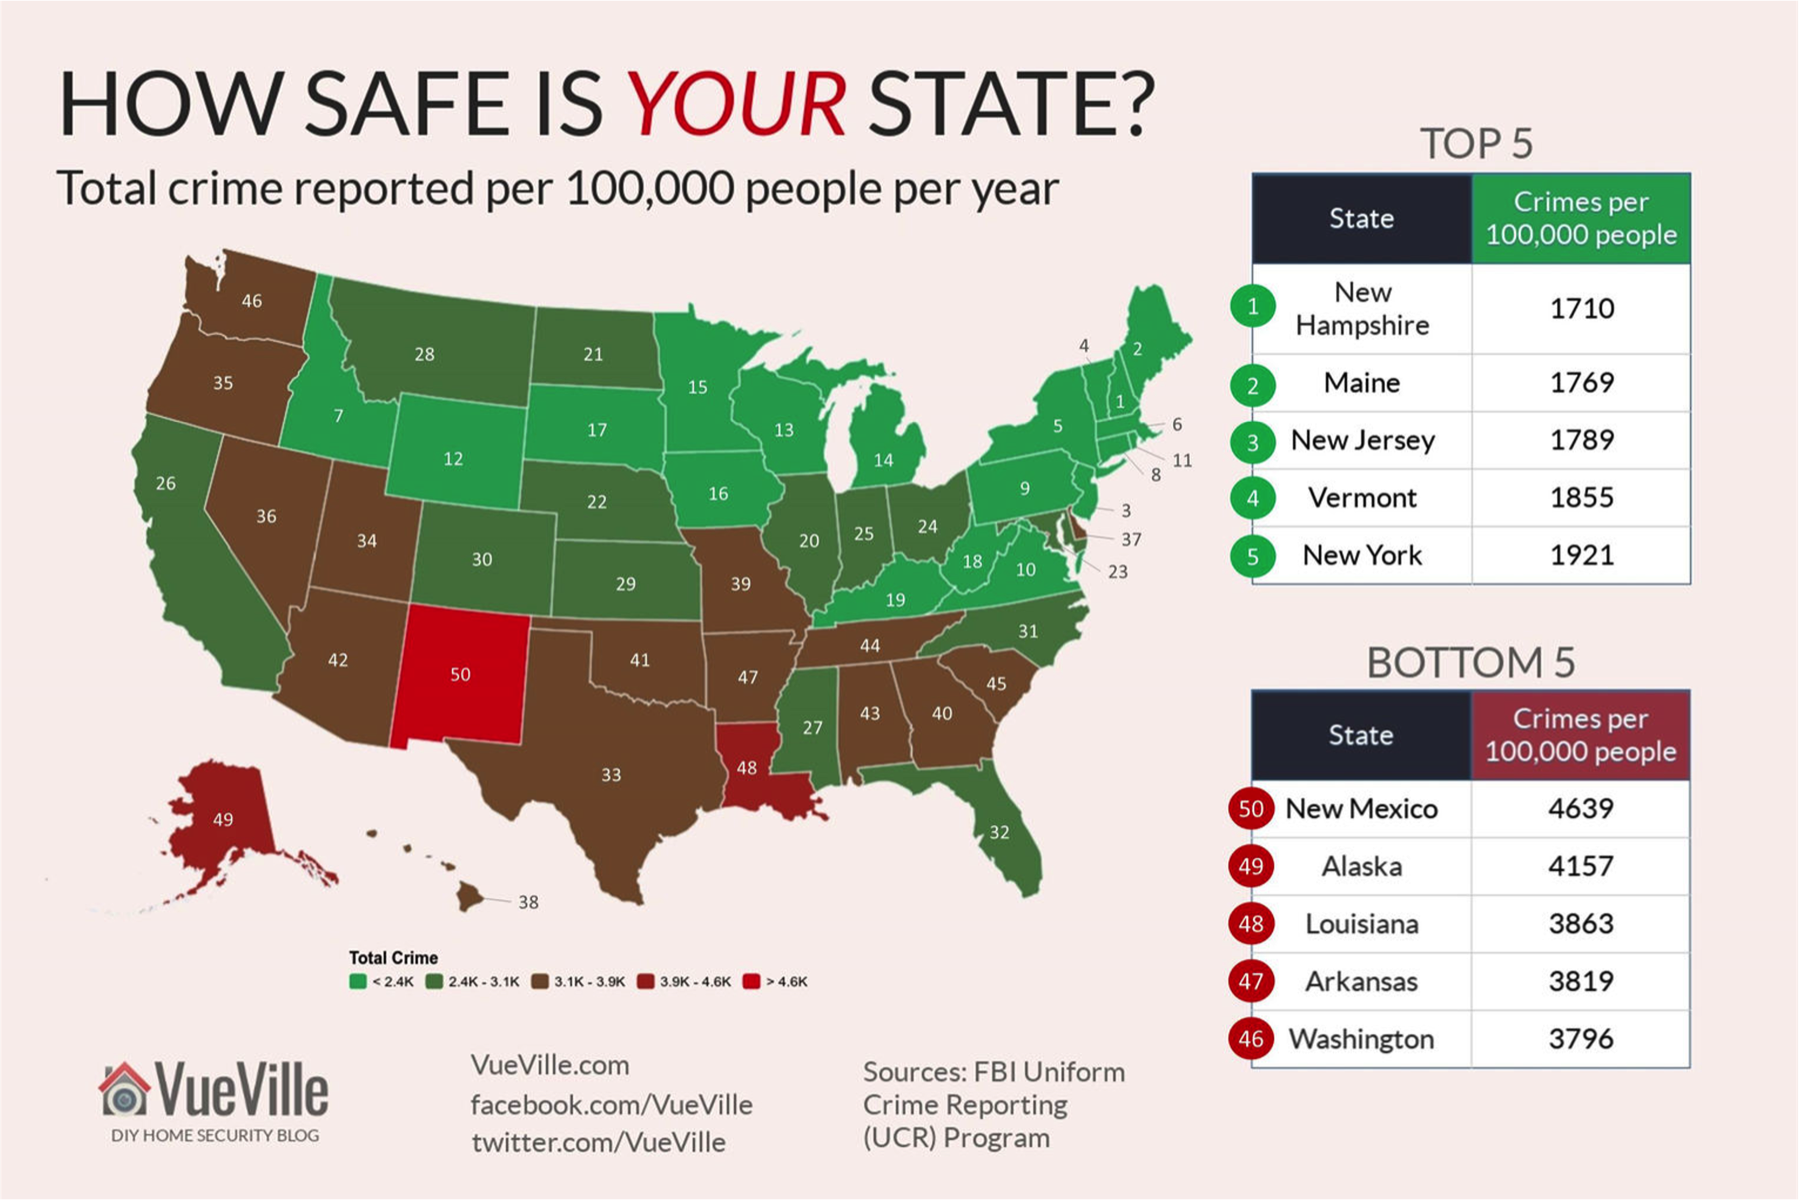 HOW SAFE IS YOUR STATE?
Total crime reported per 100,000 people per year
46
35
7
28
21
15
12
17
13
14
5
4
2
1
6
11
8
3
37
23
9
26
36
34
30
22
29
16
20
25
24
18
10
19
39
31
42
50
41
47
44
45
27
43
40
33
48
32
49
38
Total Crime
< 2.4K 2.4K - 3.1K 3.1K - 3.9K 3.9K - 4.6K > 4.6K
TOP 5
State
Crimes per
100,000 people
1 New
Hampshire 1710
2 Maine 1769
3 New Jersey 1789
4 Vermont 1855
5 New York 1921
BOTTOM 5
State
Crimes per
100,000 people
50 New Mexico 4639
49 Alaska 4157
48 Louisiana 3863
47 Arkansas 3819
46 Washington 3796
VueVille
DIY HOME SECURITY BLOG
VueVille.com
facebook.com/VueVille
twitter.com/VueVille
Sources: FBI Uniform
Crime Reporting
(UCR) Program